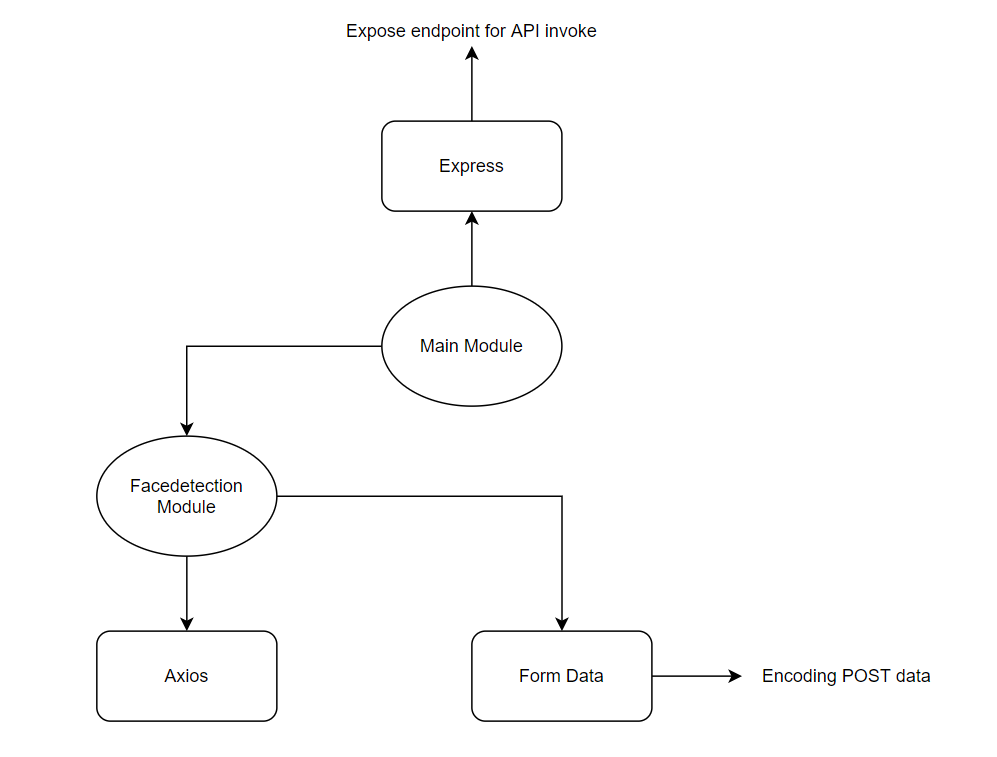 Expose endpoint for API invoke
Express
Main Module
Facedetection
Module
Axios
Form Data
Encoding POST data